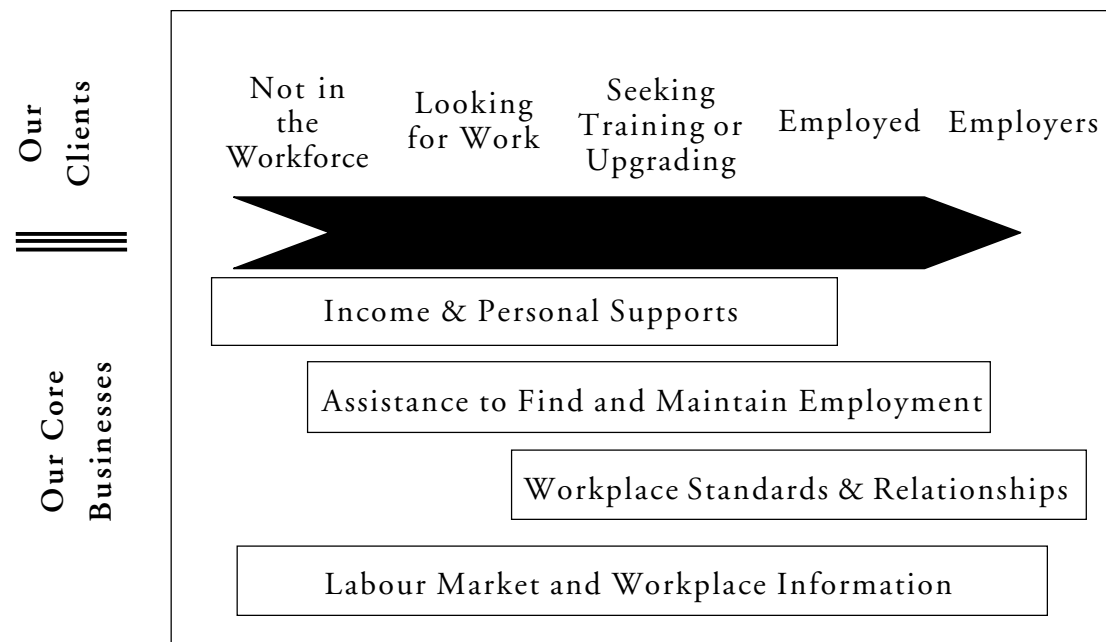 Our
Clients
Not in
the
Workforce
Looking
for Work
Seeking
Training or
Upgrading
Employed
Employers
Our Core
Businesses
Income & Personal Supports
Assistance to Find and Maintain Employment
Workplace Standards & Relationships
Labour Market and Workplace Information